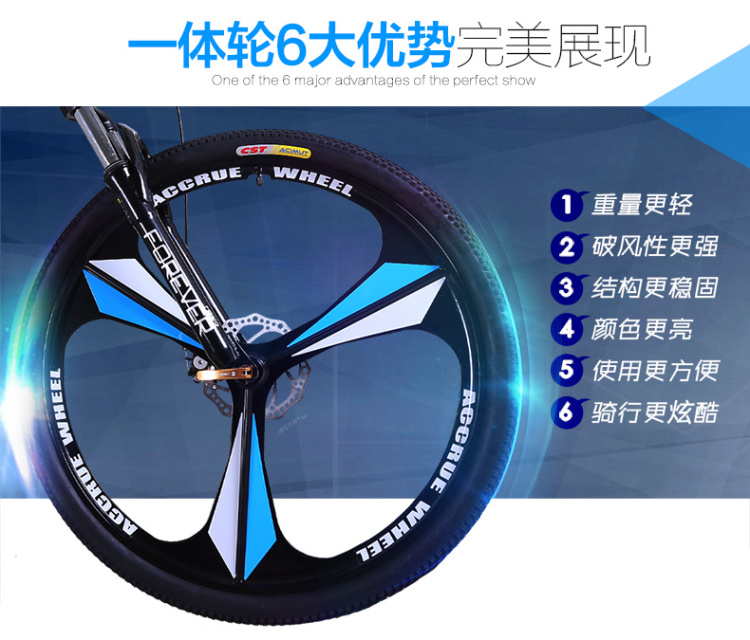 一体轮6大优势完美展现
One of the 6 major advantages of the perfect show
CST ACIMUT
ACCRUE WHEEL
FOREVER
1 重量更轻
2 破风性更强
3 结构更稳固
4 颜色更亮
5 使用更方便
6 骑行更炫酷
ACCRUE WHEEL
ACCRUE WHEEL